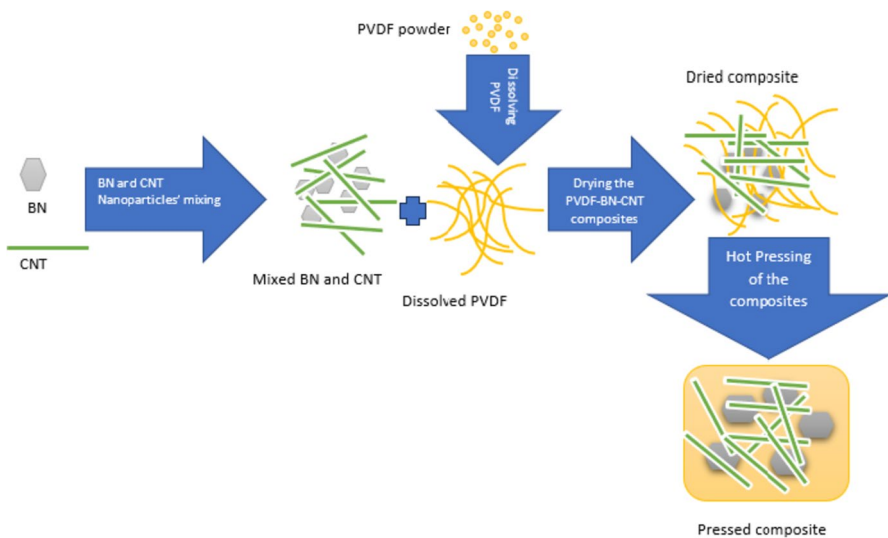 PVDF powder
Dissolving
PVDF
Dried composite
BN and CNT
Nanoparticles' mixing
BN
CNT
Mixed BN and CNT
Dissolved PVDF
Drying the
PVDF-BN-CNT
composites
Hot Pressing
of the
composites
Pressed composite